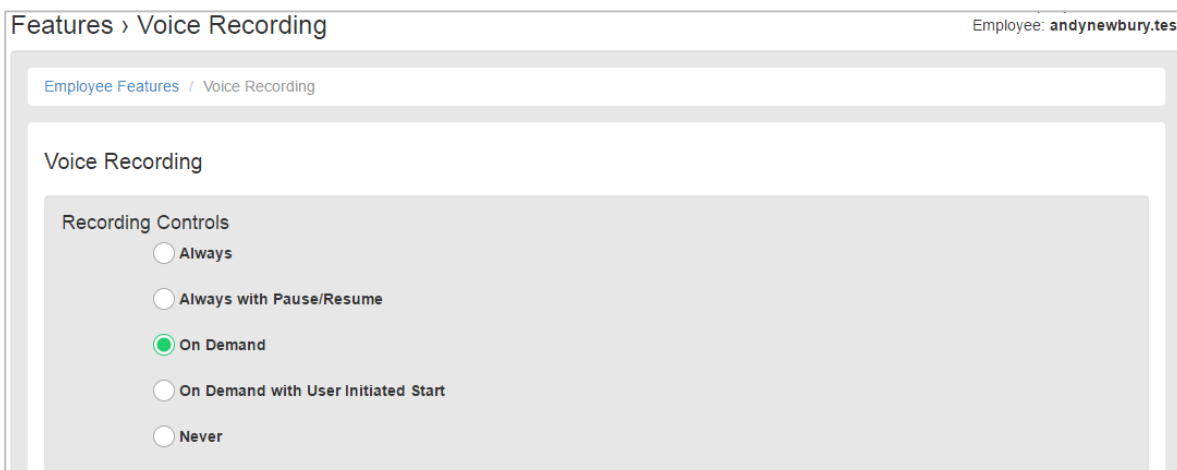 Features › Voice Recording
Employee: andynewbury.tes
Employee Features / Voice Recording
Voice Recording
Recording Controls
Always
Always with Pause/Resume
On Demand
On Demand with User Initiated Start
Never